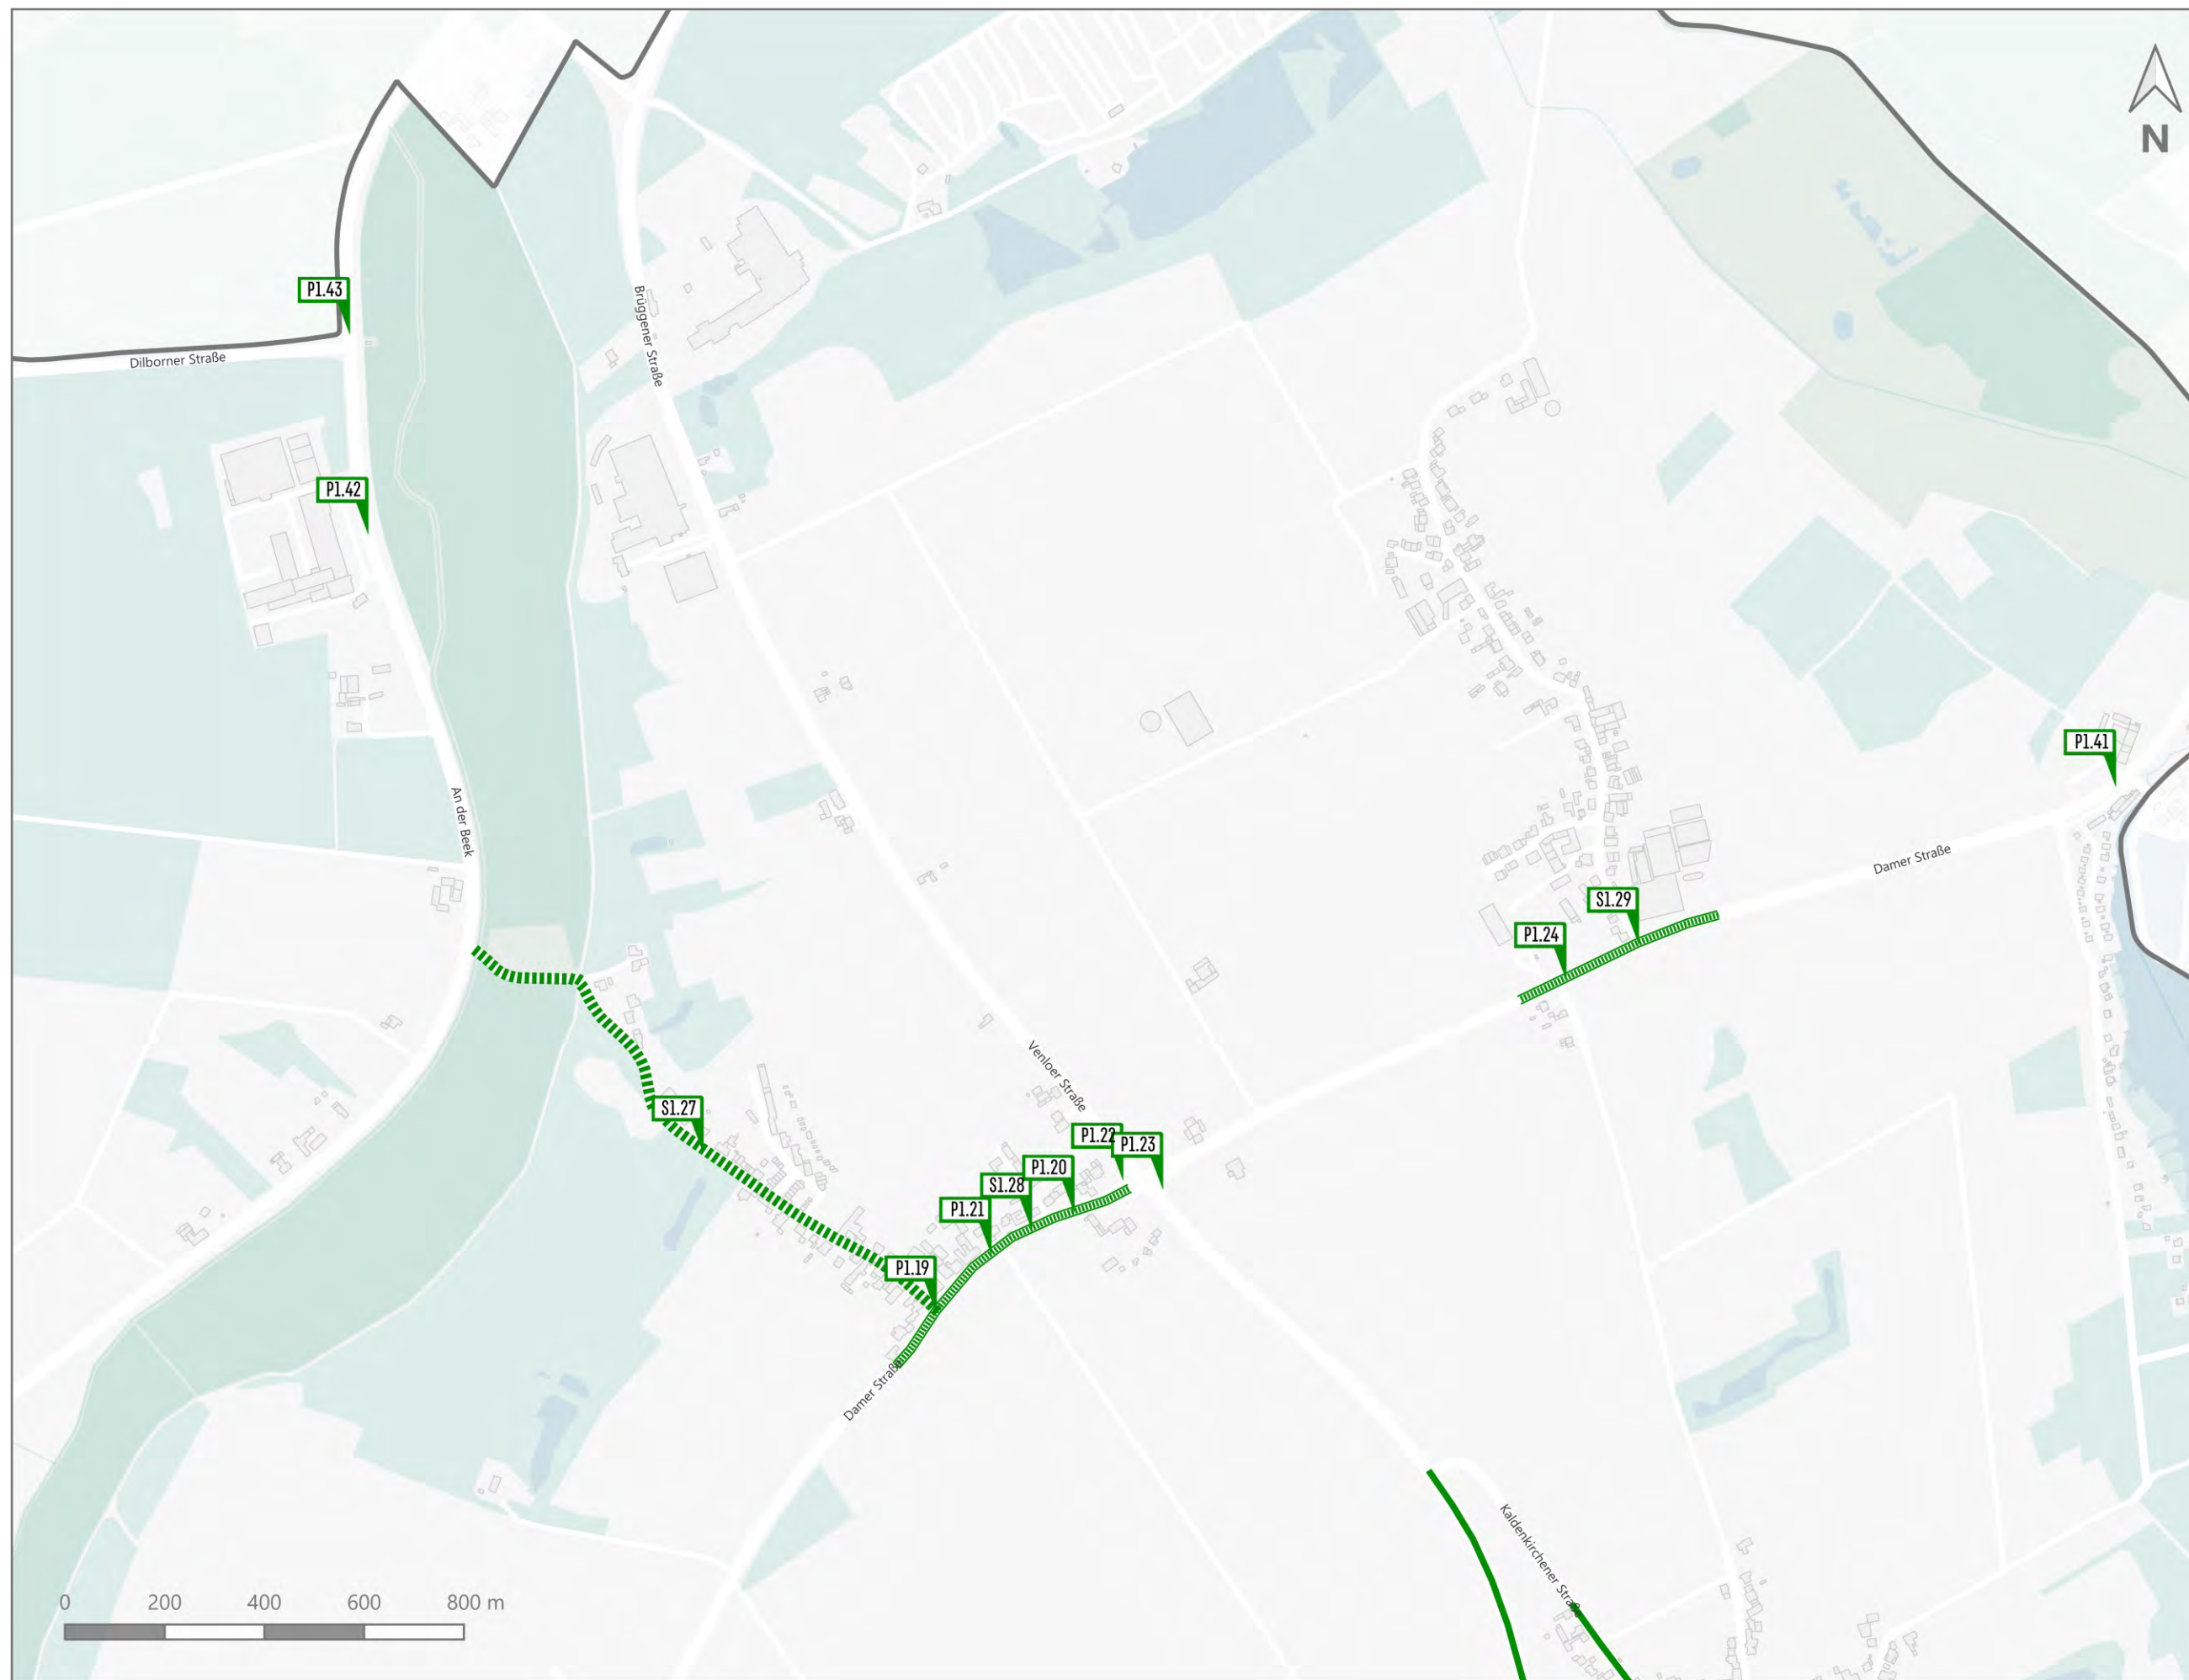 N
P1.43
Dilborner Straße
Brüggener Straße
P1.42
P1.41
An der Beek
Damer Straße
S1.29
P1.24
Venloer Straße
S1.27
P1.22
P1.23
P1.20
S1.28
P1.21
P1.19
Damer Straße
Kaldenkirchener Straße
0 200 400 600 800 m